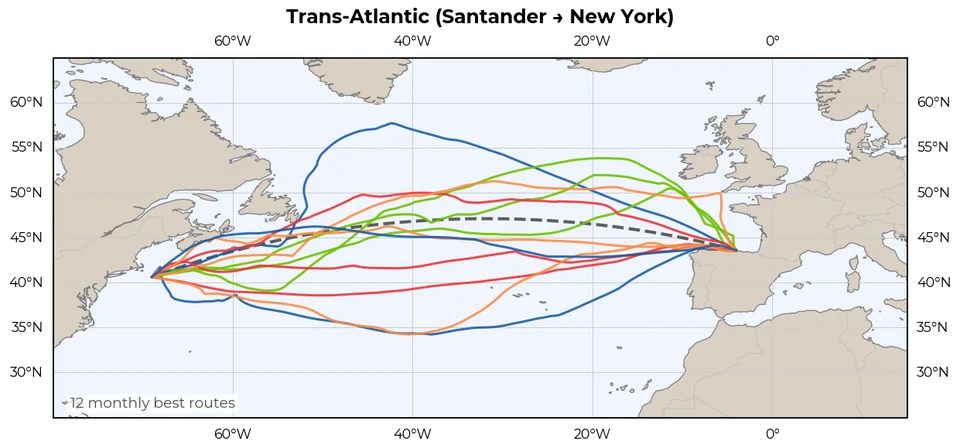 Trans-Atlantic (Santander → New York)
60°W 40°W 20°W 0°
60°N 60°N
55°N 55°N
50°N 50°N
45°N 45°N
40°N 40°N
35°N 35°N
30°N 30°N
12 monthly best routes
60°W 40°W 20°W 0°